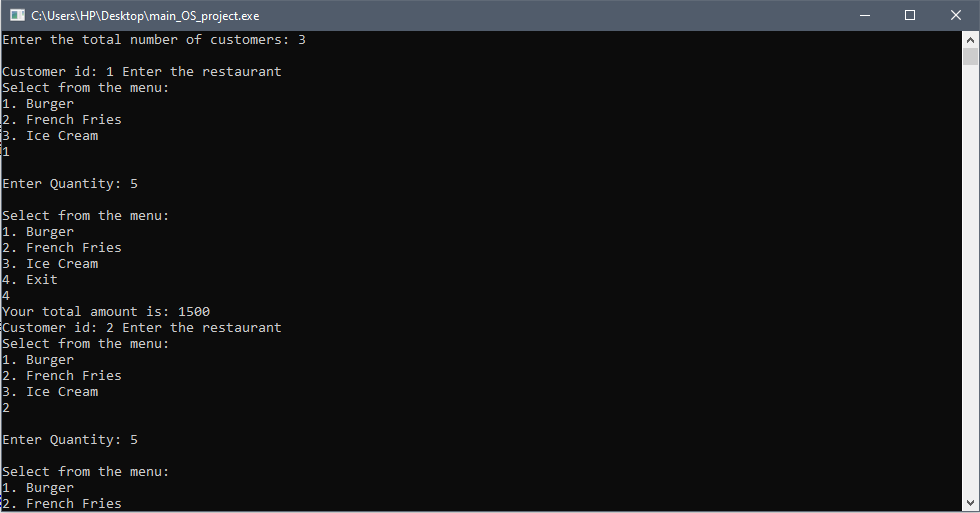 C:\Users\HP\Desktop\main_OS_project.exe
Enter the total number of customers: 3
Customer id: 1 Enter the restaurant
Select from the menu:
1. Burger
2. French Fries
3. Ice Cream
1
Enter Quantity: 5
Select from the menu:
1. Burger
2. French Fries
3. Ice Cream
4. Exit
4
Your total amount is: 1500
Customer id: 2 Enter the restaurant
Select from the menu:
1. Burger
2. French Fries
3. Ice Cream
2
Enter Quantity: 5
Select from the menu:
1. Burger
2. French Fries